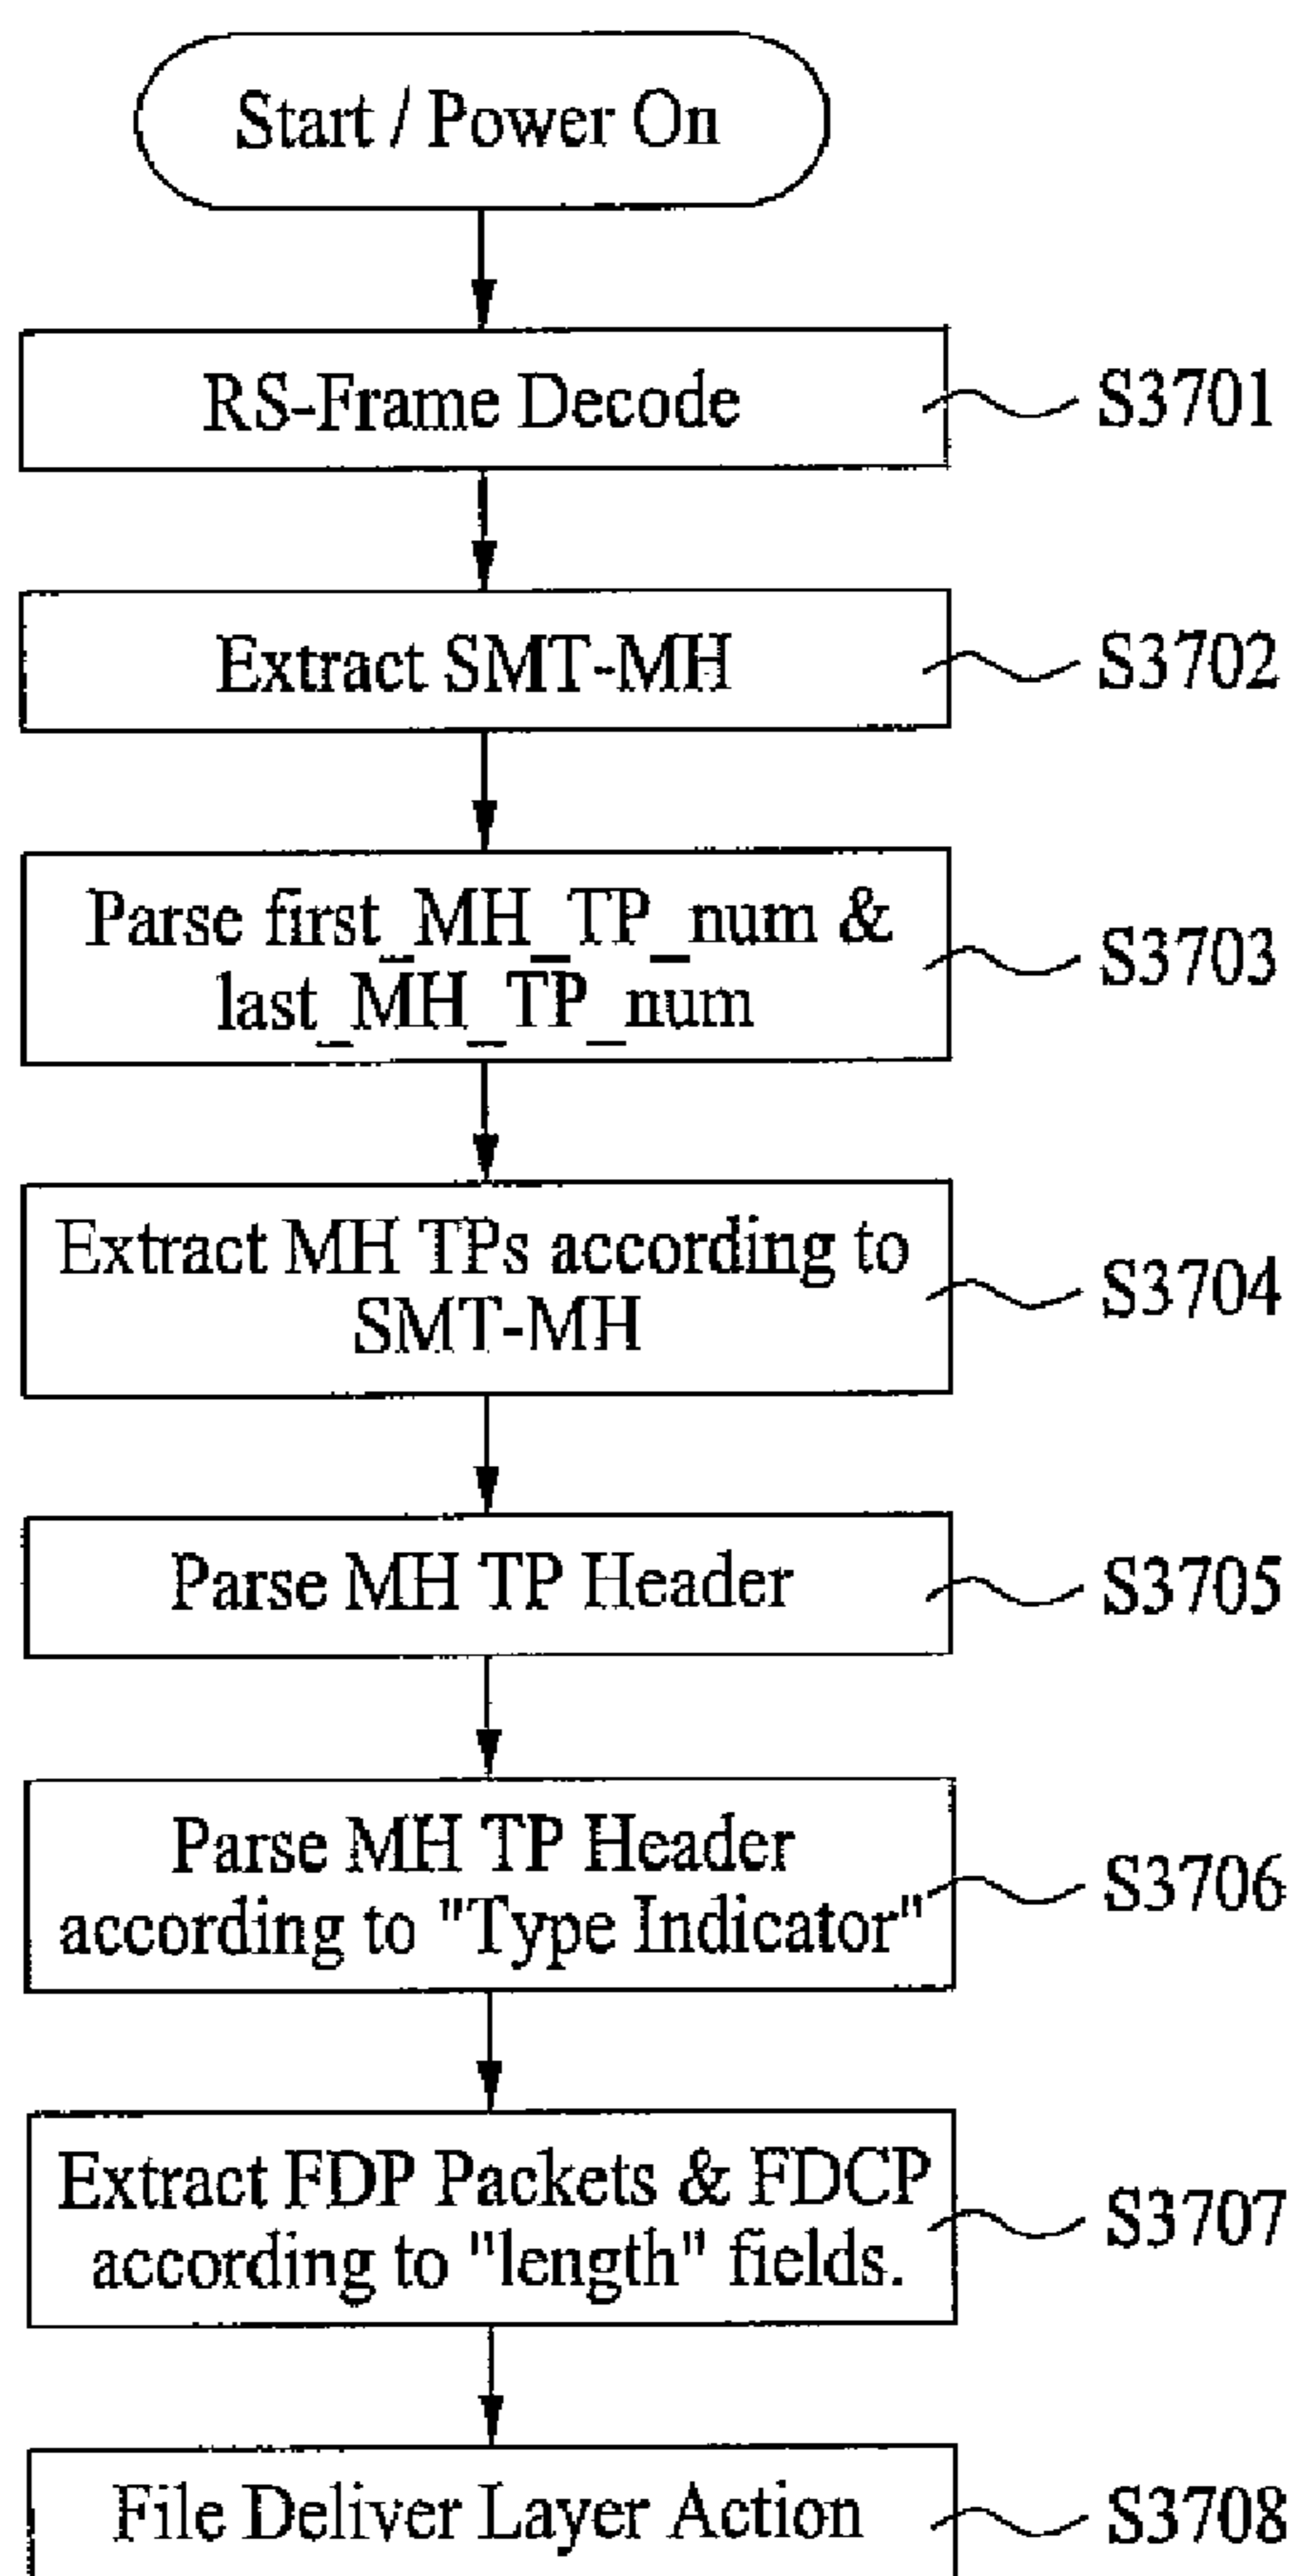 Start / Power On
RS-Frame Decode
S3701
Extract SMT-MH
S3702
Parse first_MH_TP_num &
last_MH_TP_num
S3703
Extract MH TPs according to
SMT-MH
S3704
Parse MH TP Header
S3705
Parse MH TP Header
according to "Type Indicator"
S3706
Extract FDP Packets & FDCP
according to "length" fields.
S3707
File Deliver Layer Action
S3708